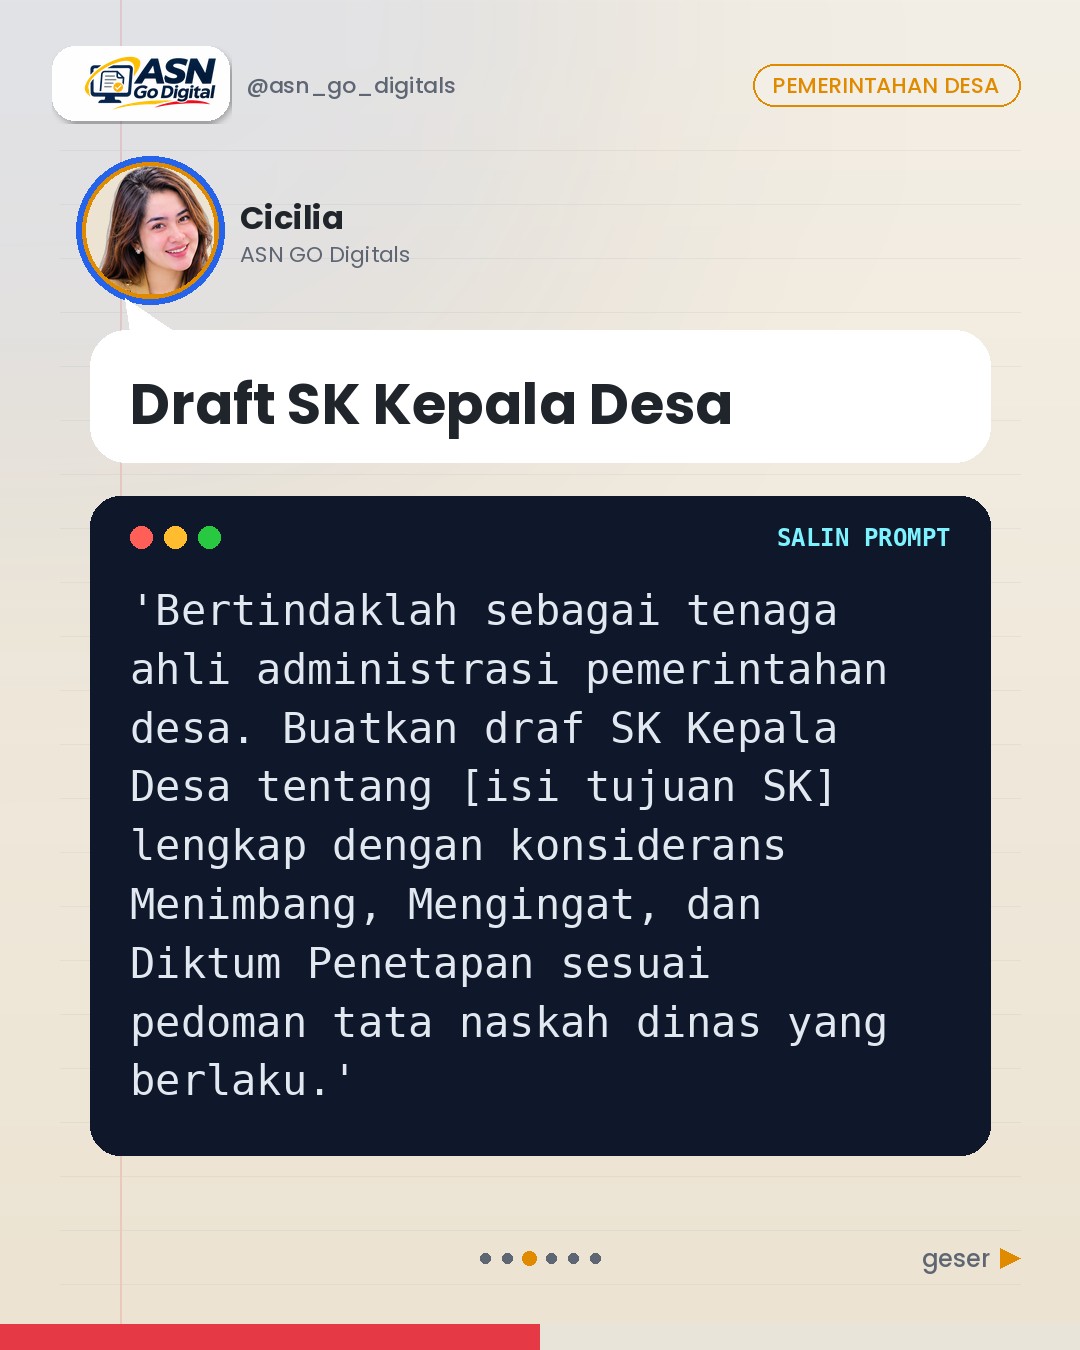 ASN
Go Digital
@asn_go_digitals
PEMERINTAHAN DESA
Cicilia
ASN GO Digitals
Draft SK Kepala Desa
SALIN PROMPT
'Bertindaklah sebagai tenaga
ahli administrasi pemerintahan
desa. Buatkan draf SK Kepala
Desa tentang [isi tujuan SK]
lengkap dengan konsiderans
Menimbang, Mengingat, dan
Diktum Penetapan sesuai
pedoman tata naskah dinas yang
berlaku.'
geser